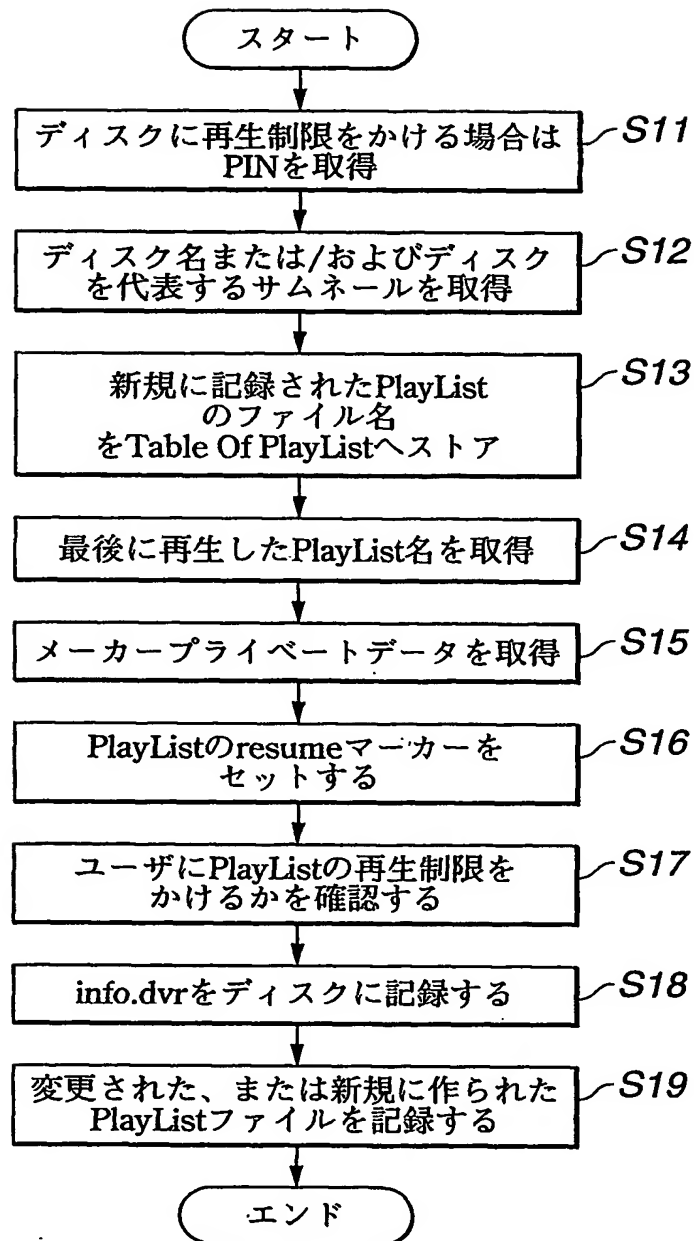 スタート
ディスクに再生制限をかける場合は
PINを取得
S11
ディスク名または/およびディスク
を代表するサムネールを取得
S12
新規に記録されたPlayList
のファイル名
をTable Of PlayListへストア
S13
最後に再生したPlayList名を取得
S14
メーカープライベートデータを取得
S15
PlayListのresumeマーカーを
セットする
S16
ユーザにPlayListの再生制限を
かけるかを確認する
S17
info.dvrをディスクに記録する
S18
変更された、または新規に作られた
PlayListファイルを記録する
S19
エンド